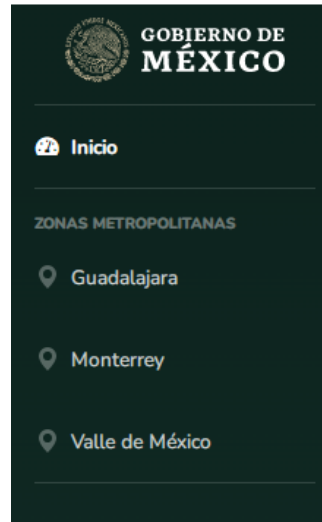 GOBIERNO DE
MÉXICO
Inicio
ZONAS METROPOLITANAS
Guadalajara
Monterrey
Valle de México